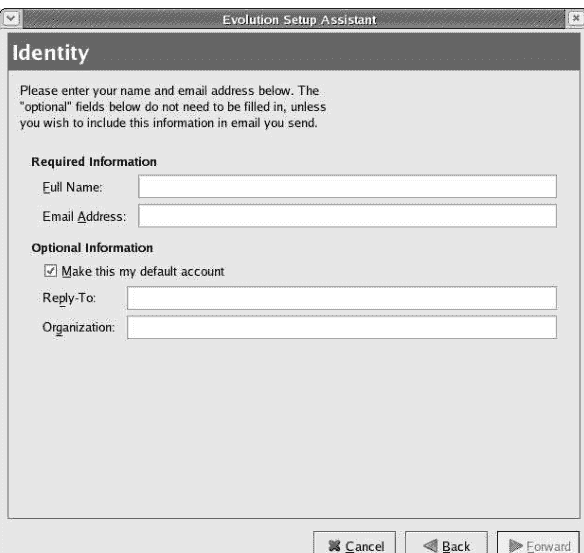 Evolution Setup Assistant
Identity
Please enter your name and email address below. The
"optional" fields below do not need to be filled in, unless
you wish to include this information in email you send.
Required Information
Full Name:
Email Address:
Optional Information
Make this my default account
Reply-To:
Organization:
Cancel
Back
Forward